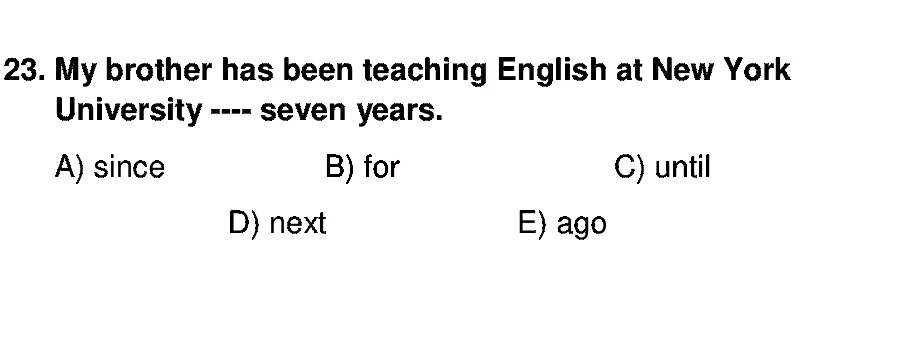 23. My brother has been teaching English at New York
University ---- seven years.
A) since B) for C) until
D) next E) ago